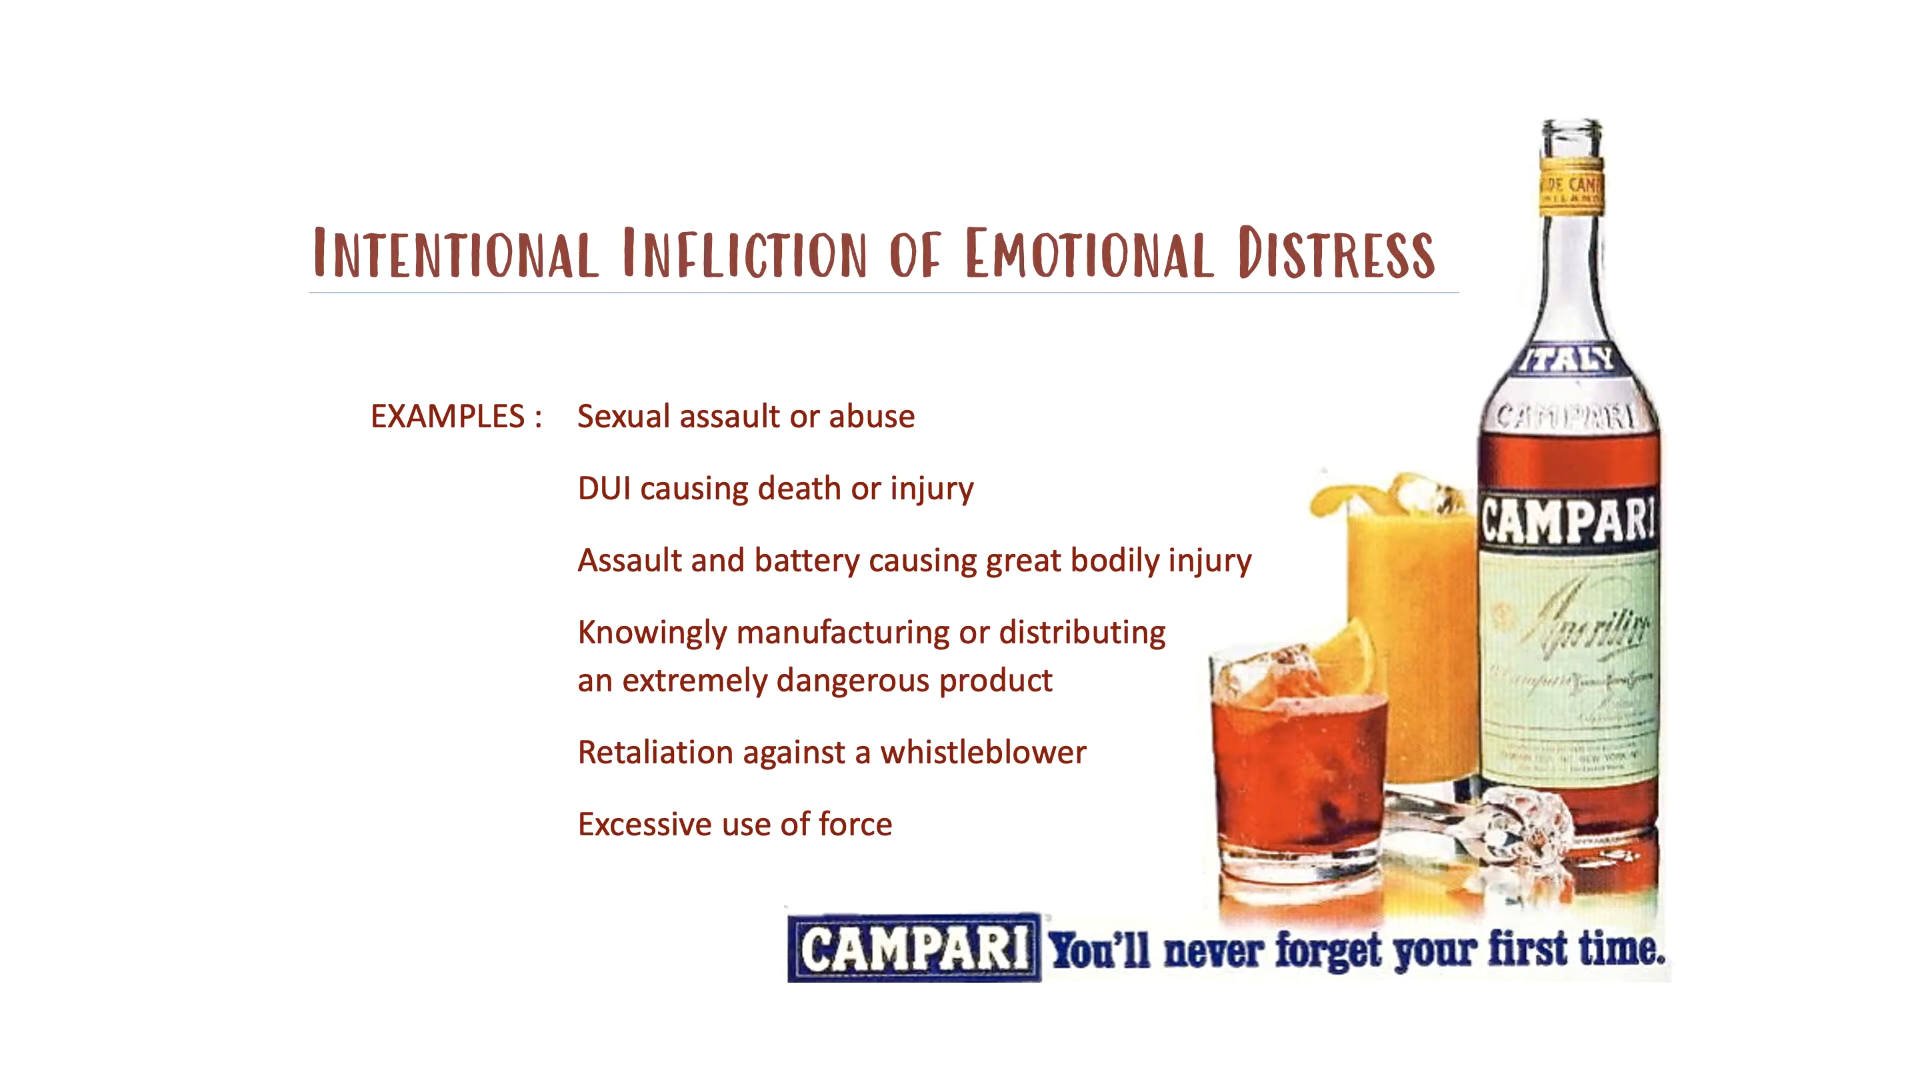 INTENTIONAL INFLICTION OF EMOTIONAL DISTRESS
EXAMPLES : Sexual assault or abuse
DUI causing death or injury
Assault and battery causing great bodily injury
Knowingly manufacturing or distributing
an extremely dangerous product
Retaliation against a whistleblower
Excessive use of force
ITALY
CAMPARI
CAMPARI
Aperitivo
CAMPARI You'll never forget your first time.